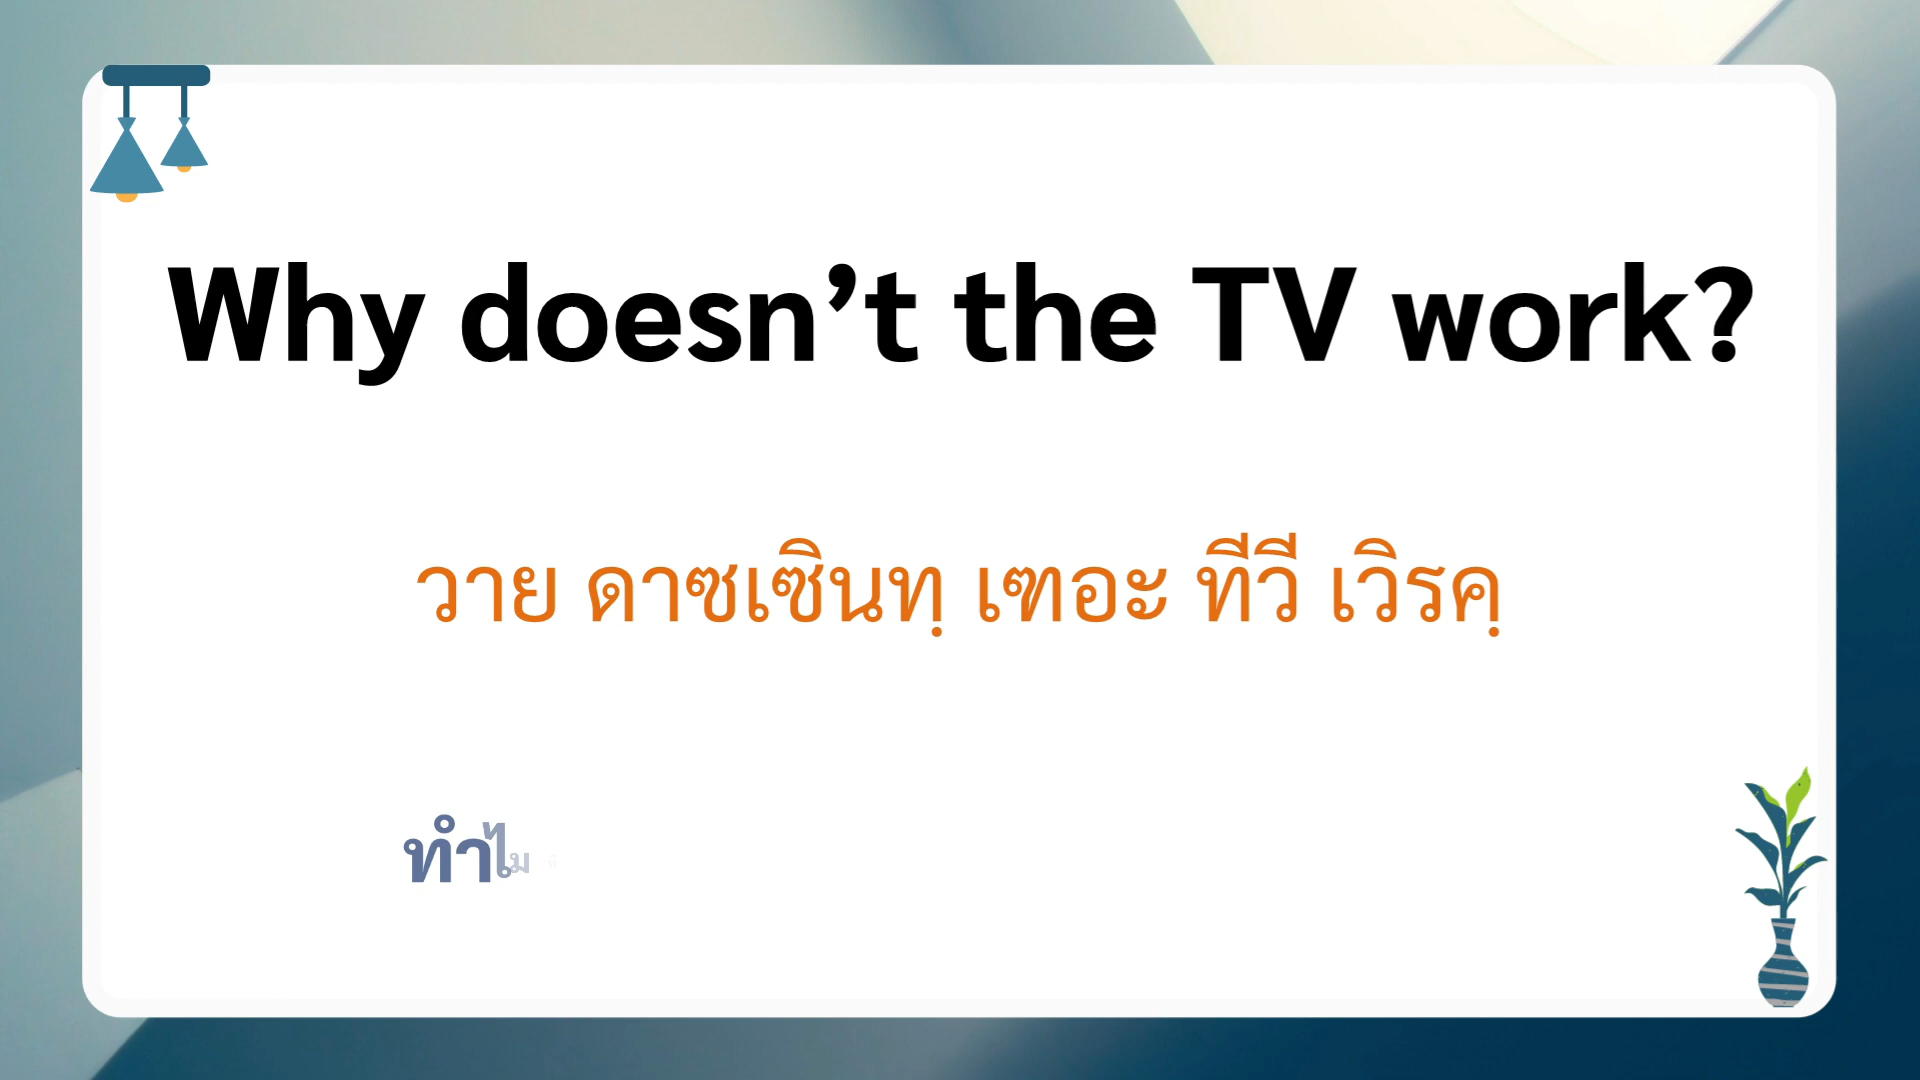 Why doesn’t the TV work?
วาย ดาซเซินทฺ เฑอะ ทีวี เวิรคฺ
ทำไม